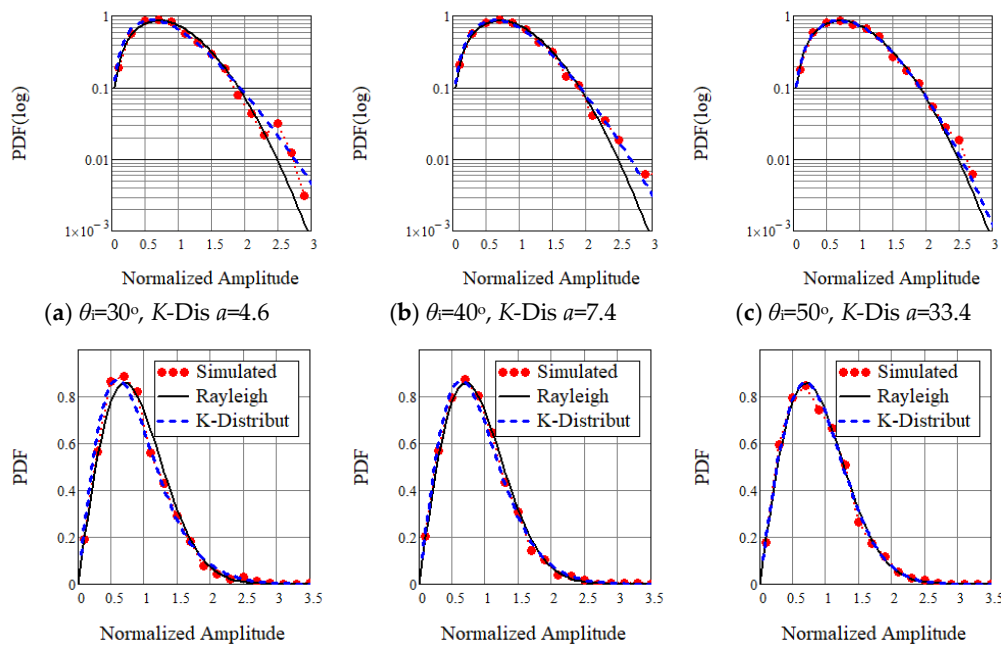 1
0.1
0.01
1×10⁻³
PDF(log)
0 0.5 1 1.5 2 2.5 3
Normalized Amplitude
(a) θi=30º, K-Dis a=4.6
1
0.1
0.01
1×10⁻³
PDF(log)
0 0.5 1 1.5 2 2.5 3
Normalized Amplitude
(b) θi=40º, K-Dis a=7.4
1
0.1
0.01
1×10⁻³
PDF(log)
0 0.5 1 1.5 2 2.5 3
Normalized Amplitude
(c) θi=50º, K-Dis a=33.4
Simulated
Rayleigh
K-Distribut
0.8
0.6
0.4
0.2
0
PDF
0 0.5 1 1.5 2 2.5 3 3.5
Normalized Amplitude
Simulated
Rayleigh
K-Distribut
0.8
0.6
0.4
0.2
0
PDF
0 0.5 1 1.5 2 2.5 3 3.5
Normalized Amplitude
Simulated
Rayleigh
K-Distribut
0.8
0.6
0.4
0.2
0
PDF
0 0.5 1 1.5 2 2.5 3 3.5
Normalized Amplitude